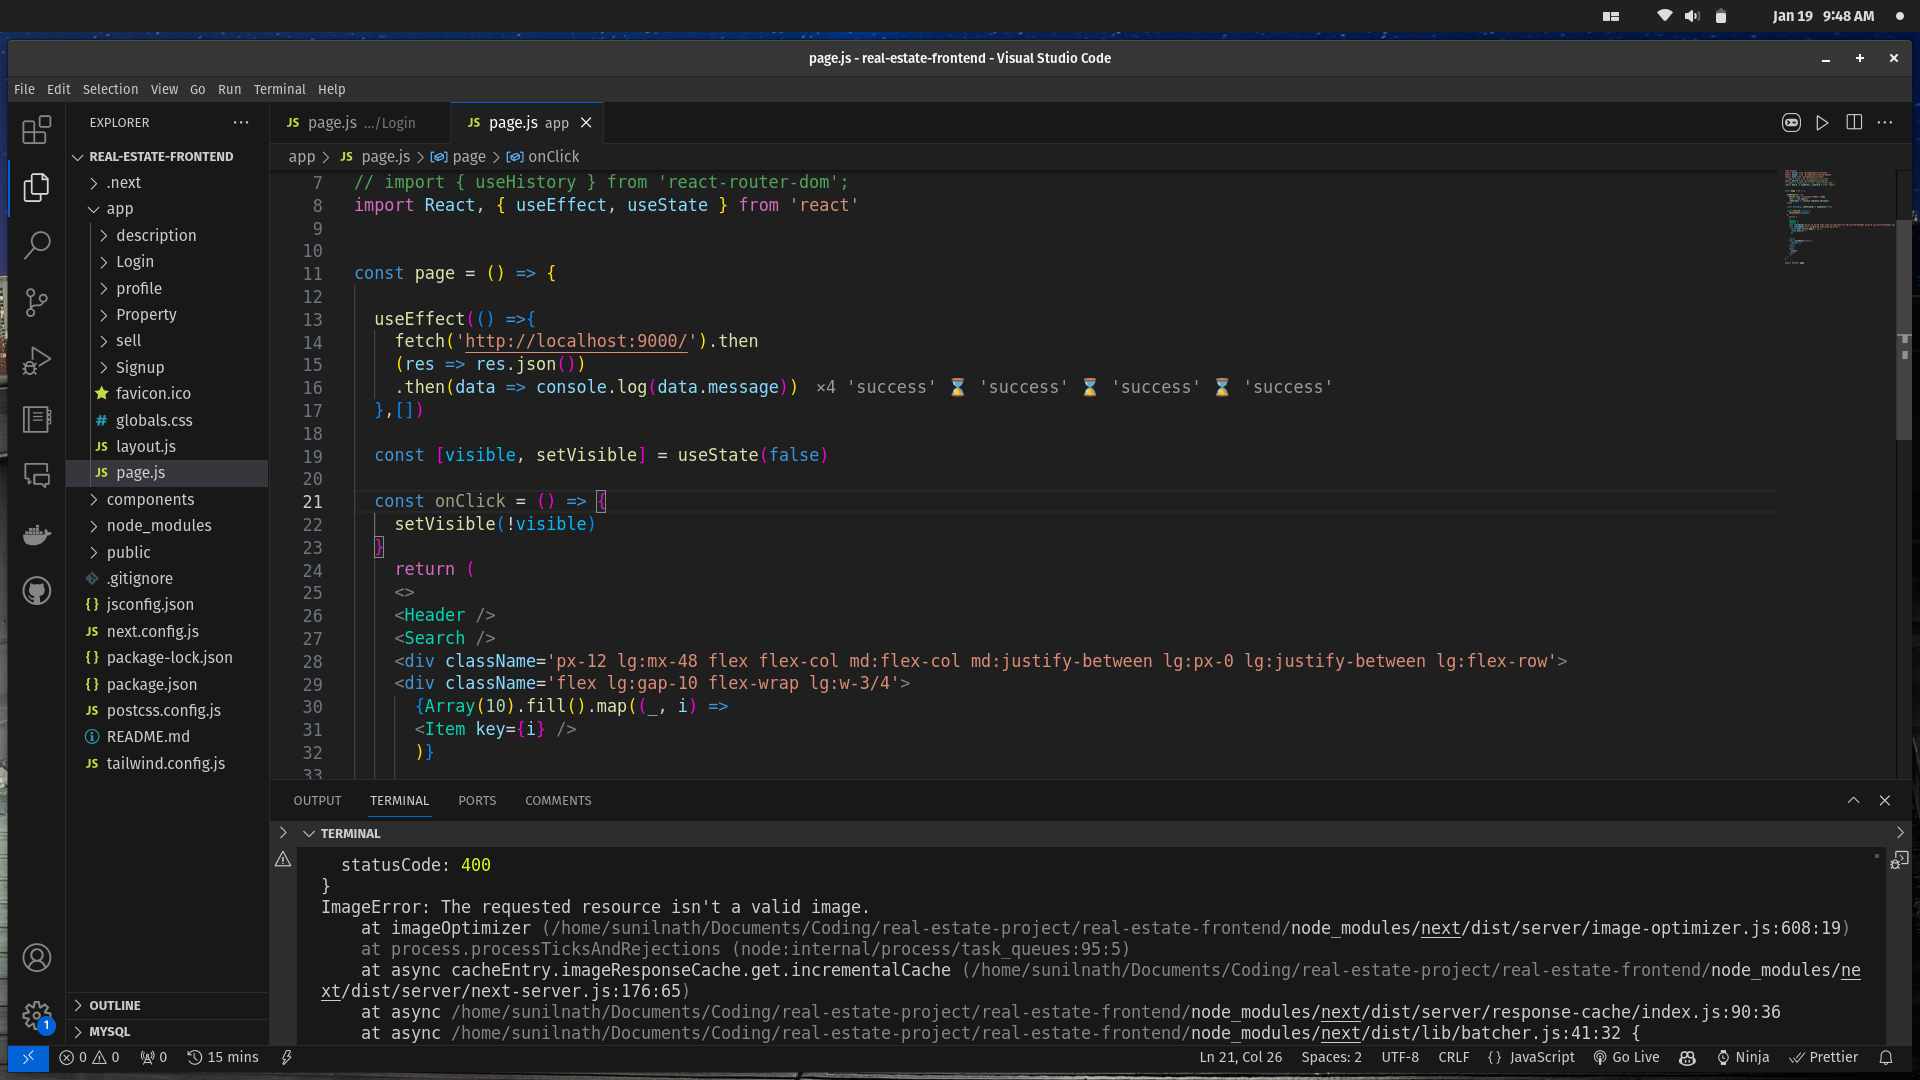 Jan 19 9:48 AM
page.js - real-estate-frontend - Visual Studio Code
File Edit Selection View Go Run Terminal Help
EXPLORER
REAL-ESTATE-FRONTEND
.next
app
description
Login
profile
Property
sell
Signup
favicon.ico
# globals.css
JS layout.js
JS page.js
components
node_modules
public
.gitignore
{} jsconfig.json
JS next.config.js
{} package-lock.json
{} package.json
JS postcss.config.js
README.md
JS tailwind.config.js
OUTLINE
MYSQL
1
JS page.js .../Login
JS page.js app
app > JS page.js > page > onClick
7 // import { useHistory } from 'react-router-dom';
8 import React, { useEffect, useState } from 'react'
9
10
11 const page = () => {
12
13 useEffect(() =>{
14 fetch('http://localhost:9000/').then
15 (res => res.json())
16 .then(data => console.log(data.message)) ×4 'success' ⌛ 'success' ⌛ 'success' ⌛ 'success'
17 },[])
18
19 const [visible, setVisible] = useState(false)
20
21 const onClick = () => {
22 setVisible(!visible)
23 }
24 return (
25 <>
26 <Header />
27 <Search />
28 <div className='px-12 lg:mx-48 flex flex-col md:flex-col md:justify-between lg:px-0 lg:justify-between lg:flex-row'>
29 <div className='flex lg:gap-10 flex-wrap lg:w-3/4'>
30 {Array(10).fill().map((_, i) =>
31 <Item key={i} />
32 )}
33
OUTPUT TERMINAL PORTS COMMENTS
TERMINAL
statusCode: 400
}
ImageError: The requested resource isn't a valid image.
at imageOptimizer (/home/sunilnath/Documents/Coding/real-estate-project/real-estate-frontend/node_modules/next/dist/server/image-optimizer.js:608:19)
at process.processTicksAndRejections (node:internal/process/task_queues:95:5)
at async cacheEntry.imageResponseCache.get.incrementalCache (/home/sunilnath/Documents/Coding/real-estate-project/real-estate-frontend/node_modules/ne
xt/dist/server/next-server.js:176:65)
at async /home/sunilnath/Documents/Coding/real-estate-project/real-estate-frontend/node_modules/next/dist/server/response-cache/index.js:90:36
at async /home/sunilnath/Documents/Coding/real-estate-project/real-estate-frontend/node_modules/next/dist/lib/batcher.js:41:32 {
0 0 0 15 mins
Ln 21, Col 26 Spaces: 2 UTF-8 CRLF {} JavaScript Go Live Ninja Prettier